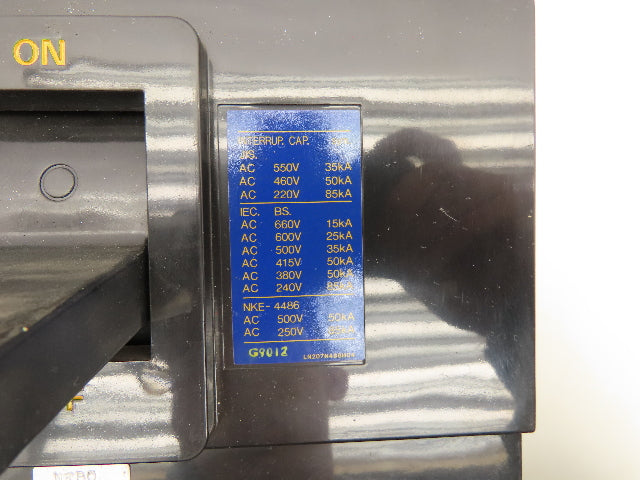 ON
INTERRUP. CAP.
JIS.
AC 550V 35kA
AC 460V 50kA
AC 220V 85kA
IEC. BS.
AC 660V 15kA
AC 600V 25kA
AC 500V 35kA
AC 415V 50kA
AC 380V 50kA
AC 240V 85kA
NKE-4486
AC 500V 50kA
AC 250V
G9012